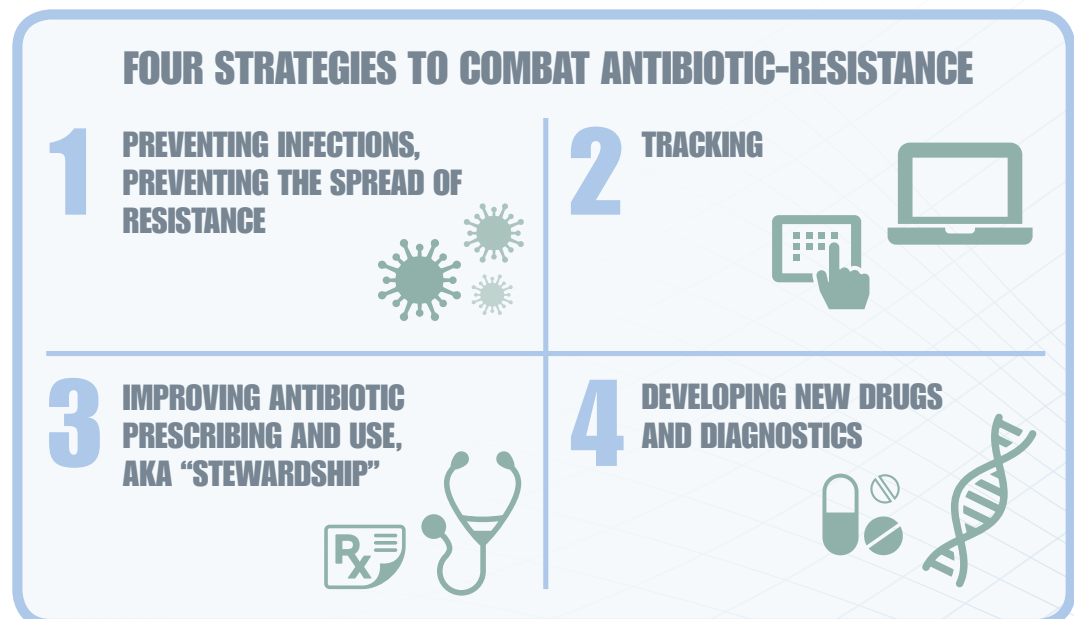 FOUR STRATEGIES TO COMBAT ANTIBIOTIC-RESISTANCE
1
PREVENTING INFECTIONS,
PREVENTING THE SPREAD OF
RESISTANCE
2
TRACKING
3
IMPROVING ANTIBIOTIC
PRESCRIBING AND USE,
AKA “STEWARDSHIP”
Rx
4
DEVELOPING NEW DRUGS
AND DIAGNOSTICS